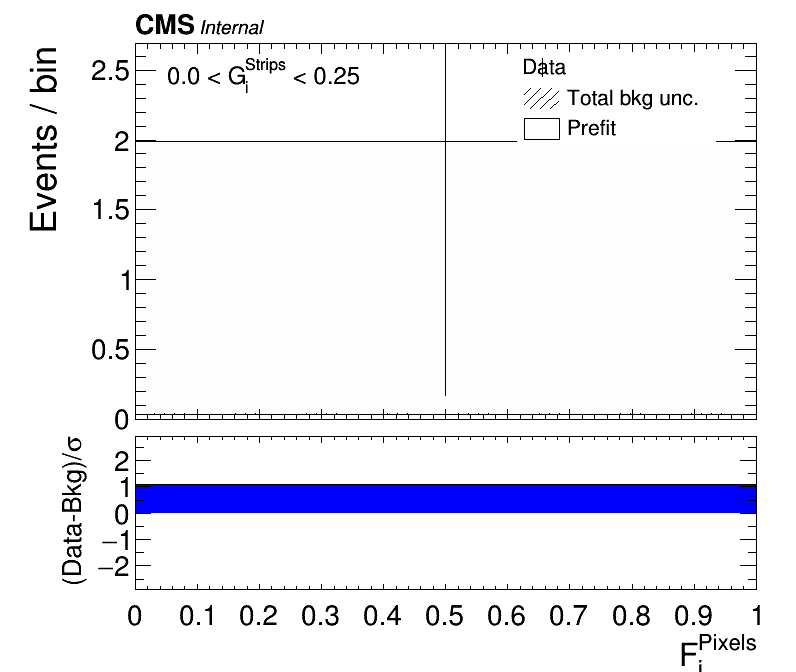 CMS Internal
Events / bin
2.5
2
1.5
1
0.5
0
0.0 < G_i^Strips < 0.25
Data
Total bkg unc.
Prefit
(Data-Bkg)/σ
2
1
0
−1
−2
0 0.1 0.2 0.3 0.4 0.5 0.6 0.7 0.8 0.9 1
F_i^Pixels